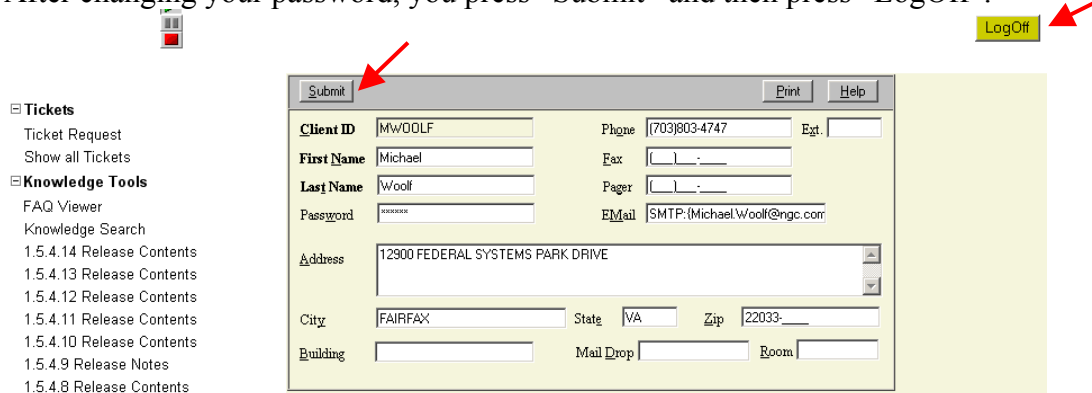 After changing your password, you press "Submit" and then press "LogOff".
LogOff
Submit Print Help
Tickets
Ticket Request
Show all Tickets
Knowledge Tools
FAQ Viewer
Knowledge Search
1.5.4.14 Release Contents
1.5.4.13 Release Contents
1.5.4.12 Release Contents
1.5.4.11 Release Contents
1.5.4.10 Release Contents
1.5.4.9 Release Notes
1.5.4.8 Release Contents
Client ID MWOOLF Phone (703)803-4747 Ext.
First Name Michael Fax (___)___-____
Last Name Woolf Pager (___)___-____
Password ****** EMail SMTP:{Michael.Woolf@ngc.com
Address 12900 FEDERAL SYSTEMS PARK DRIVE
City FAIRFAX State VA Zip 22033-____
Building Mail Drop Room